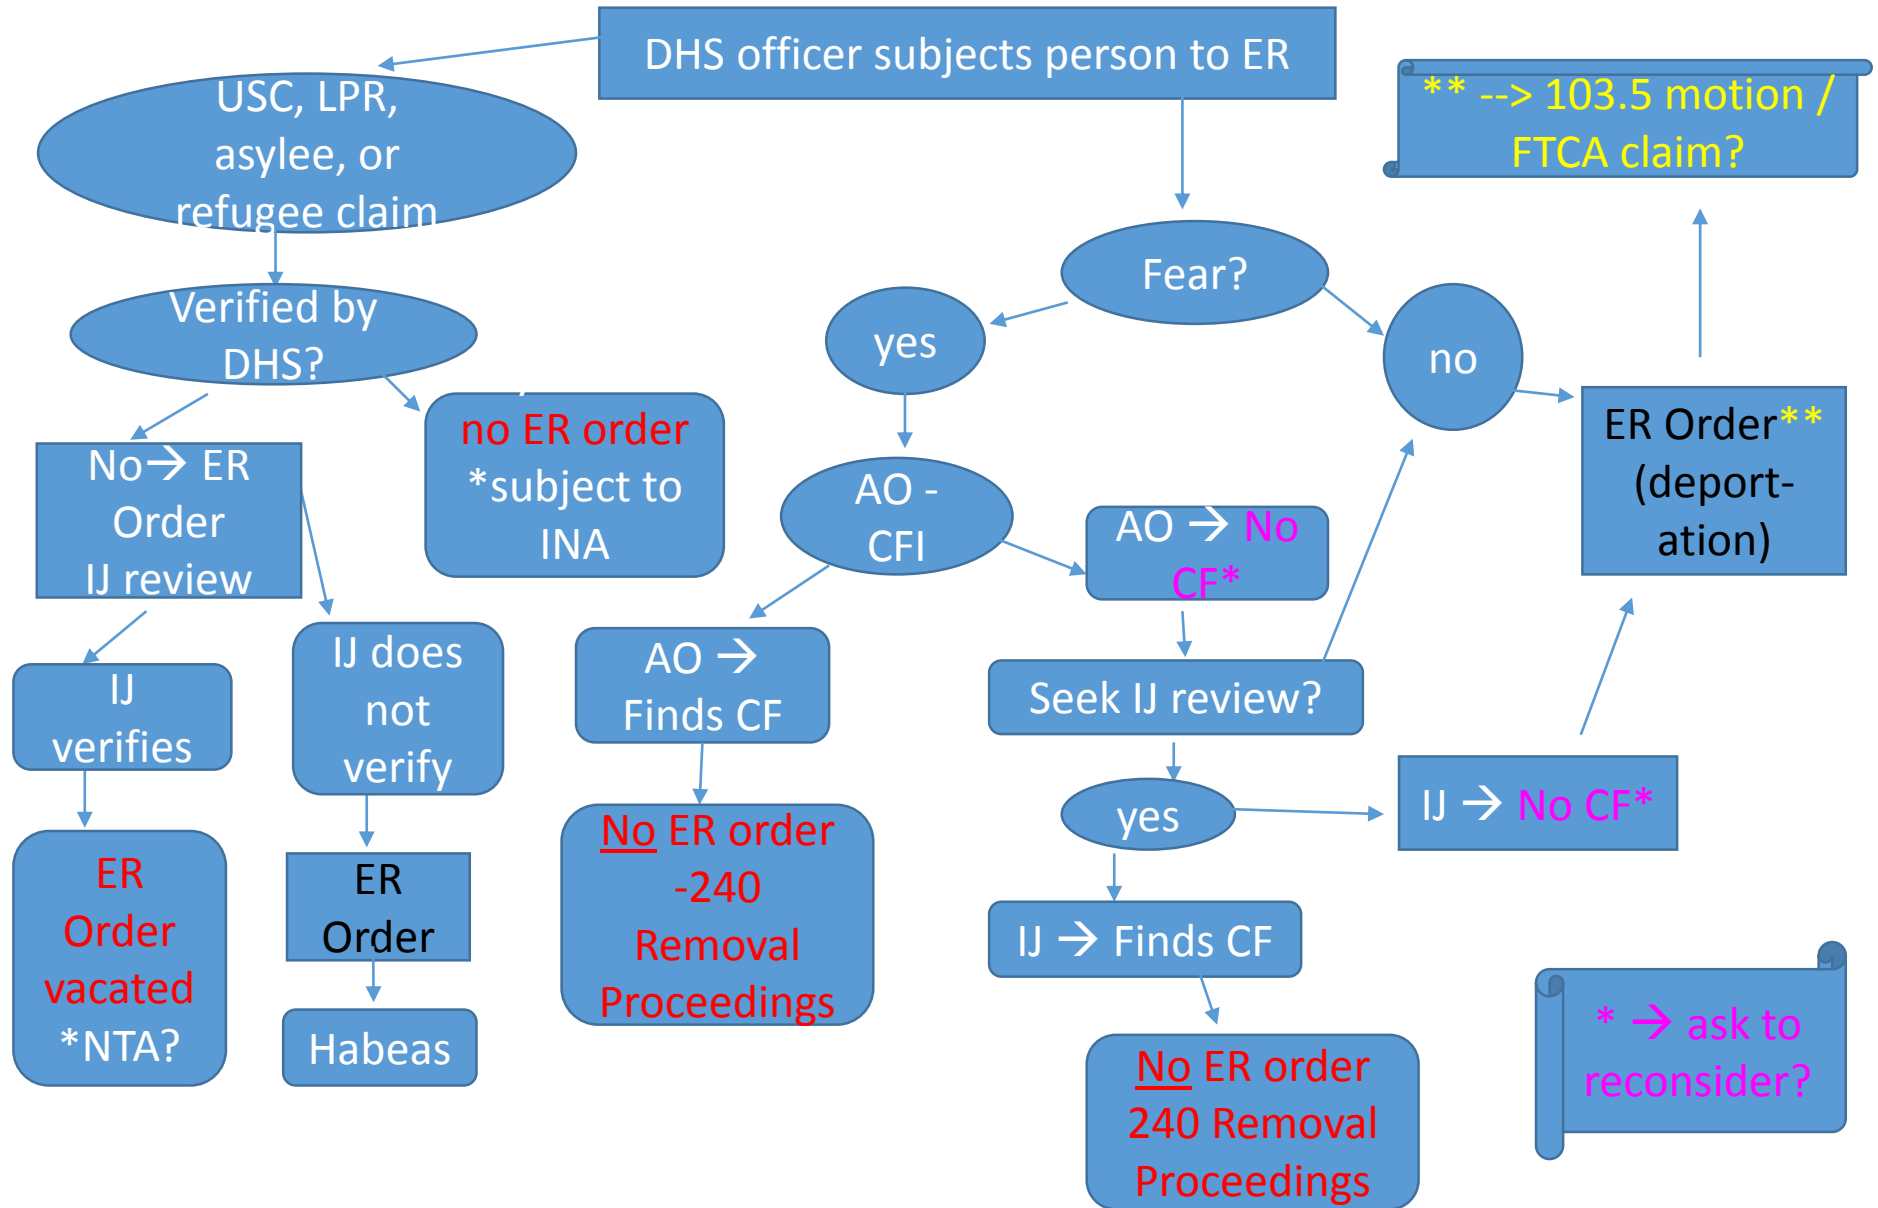 DHS officer subjects person to ER
USC, LPR,
asylee, or
refugee claim
** --> 103.5 motion /
FTCA claim?
Verified by
DHS?
Fear?
yes
no
no ER order
*subject to
INA
No→ ER
Order
IJ review
AO -
CFI
AO → No
CF*
ER Order**
(deport-
ation)
IJ
verifies
IJ does
not
verify
AO →
Finds CF
Seek IJ review?
yes
IJ → No CF*
ER
Order
vacated
*NTA?
ER
Order
Habeas
No ER order
-240
Removal
Proceedings
IJ → Finds CF
No ER order
240 Removal
Proceedings
* → ask to
reconsider?